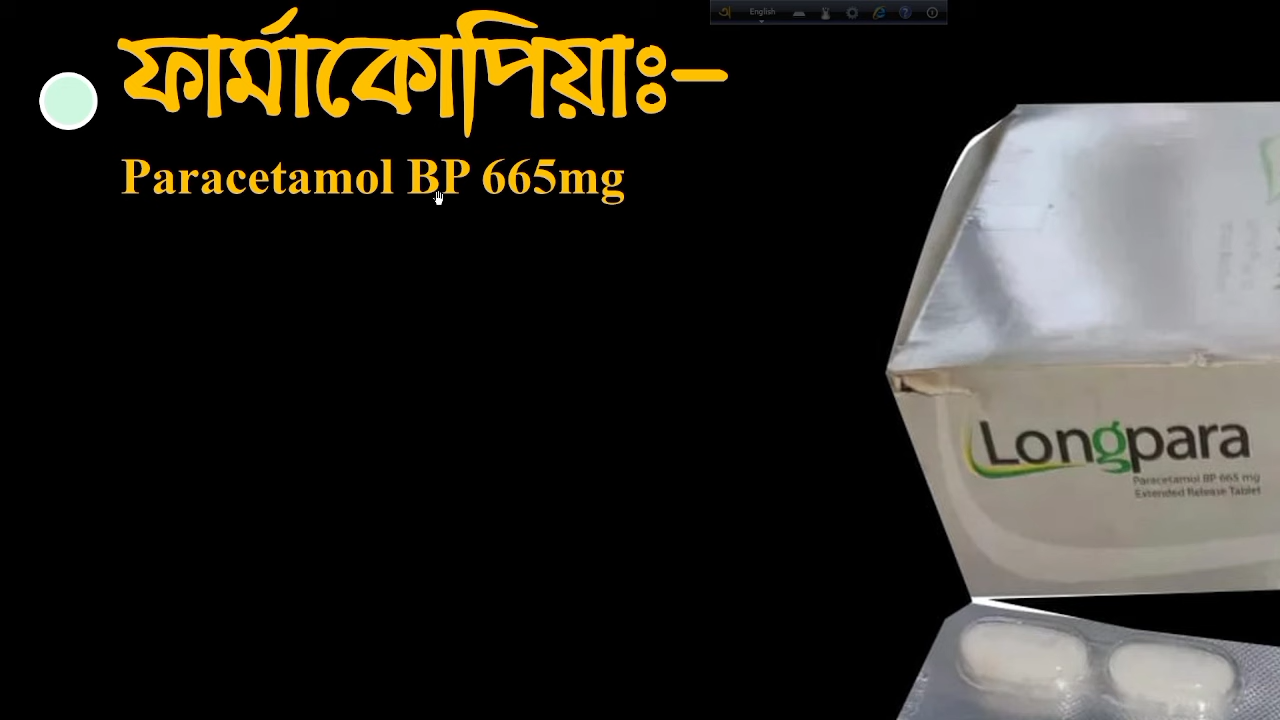 English
ফার্মাকোপিয়াঃ-
Paracetamol BP 665mg
Longpara
Paracetamol BP 665 mg
Extended Release Tablet